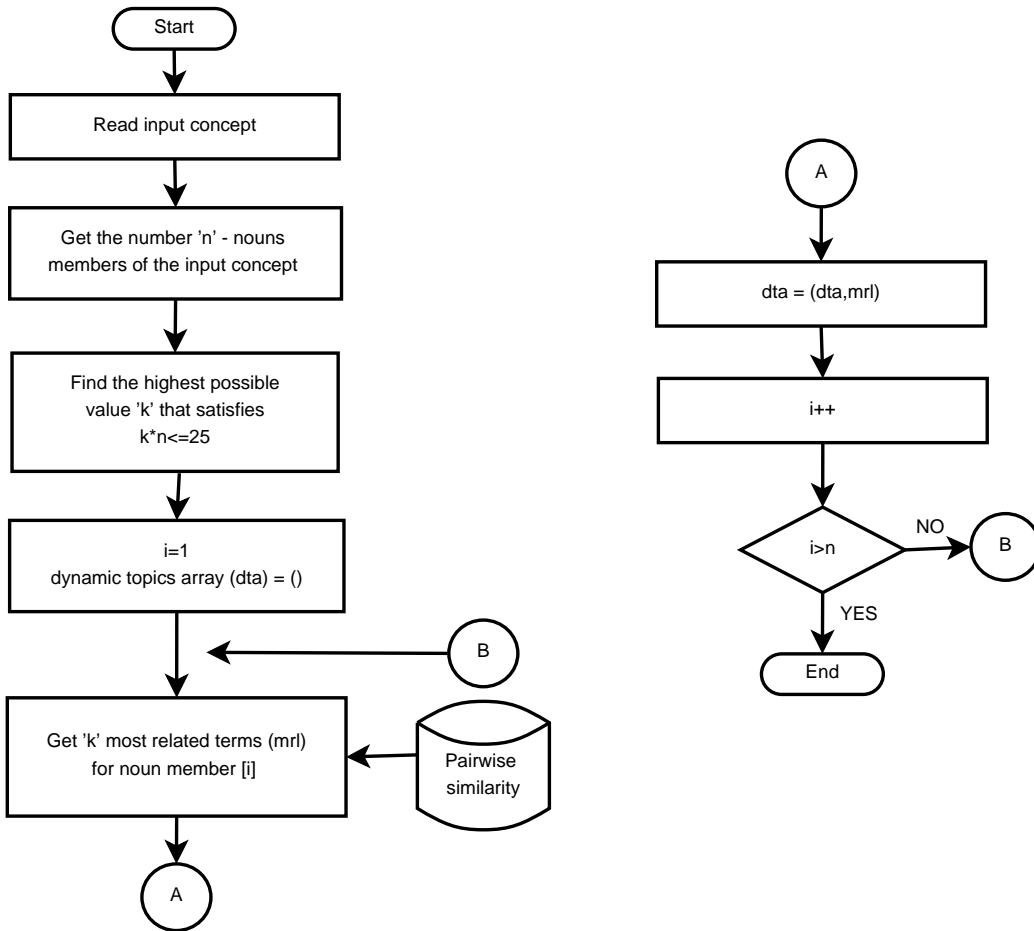 Start
Read input concept
Get the number 'n' - nouns
members of the input concept
Find the highest possible
value 'k' that satisfies
k*n<=25
i=1
dynamic topics array (dta) = ()
B
Get 'k' most related terms (mrl)
for noun member [i]
Pairwise
similarity
A
A
dta = (dta,mrl)
i++
i>n
NO
B
YES
End